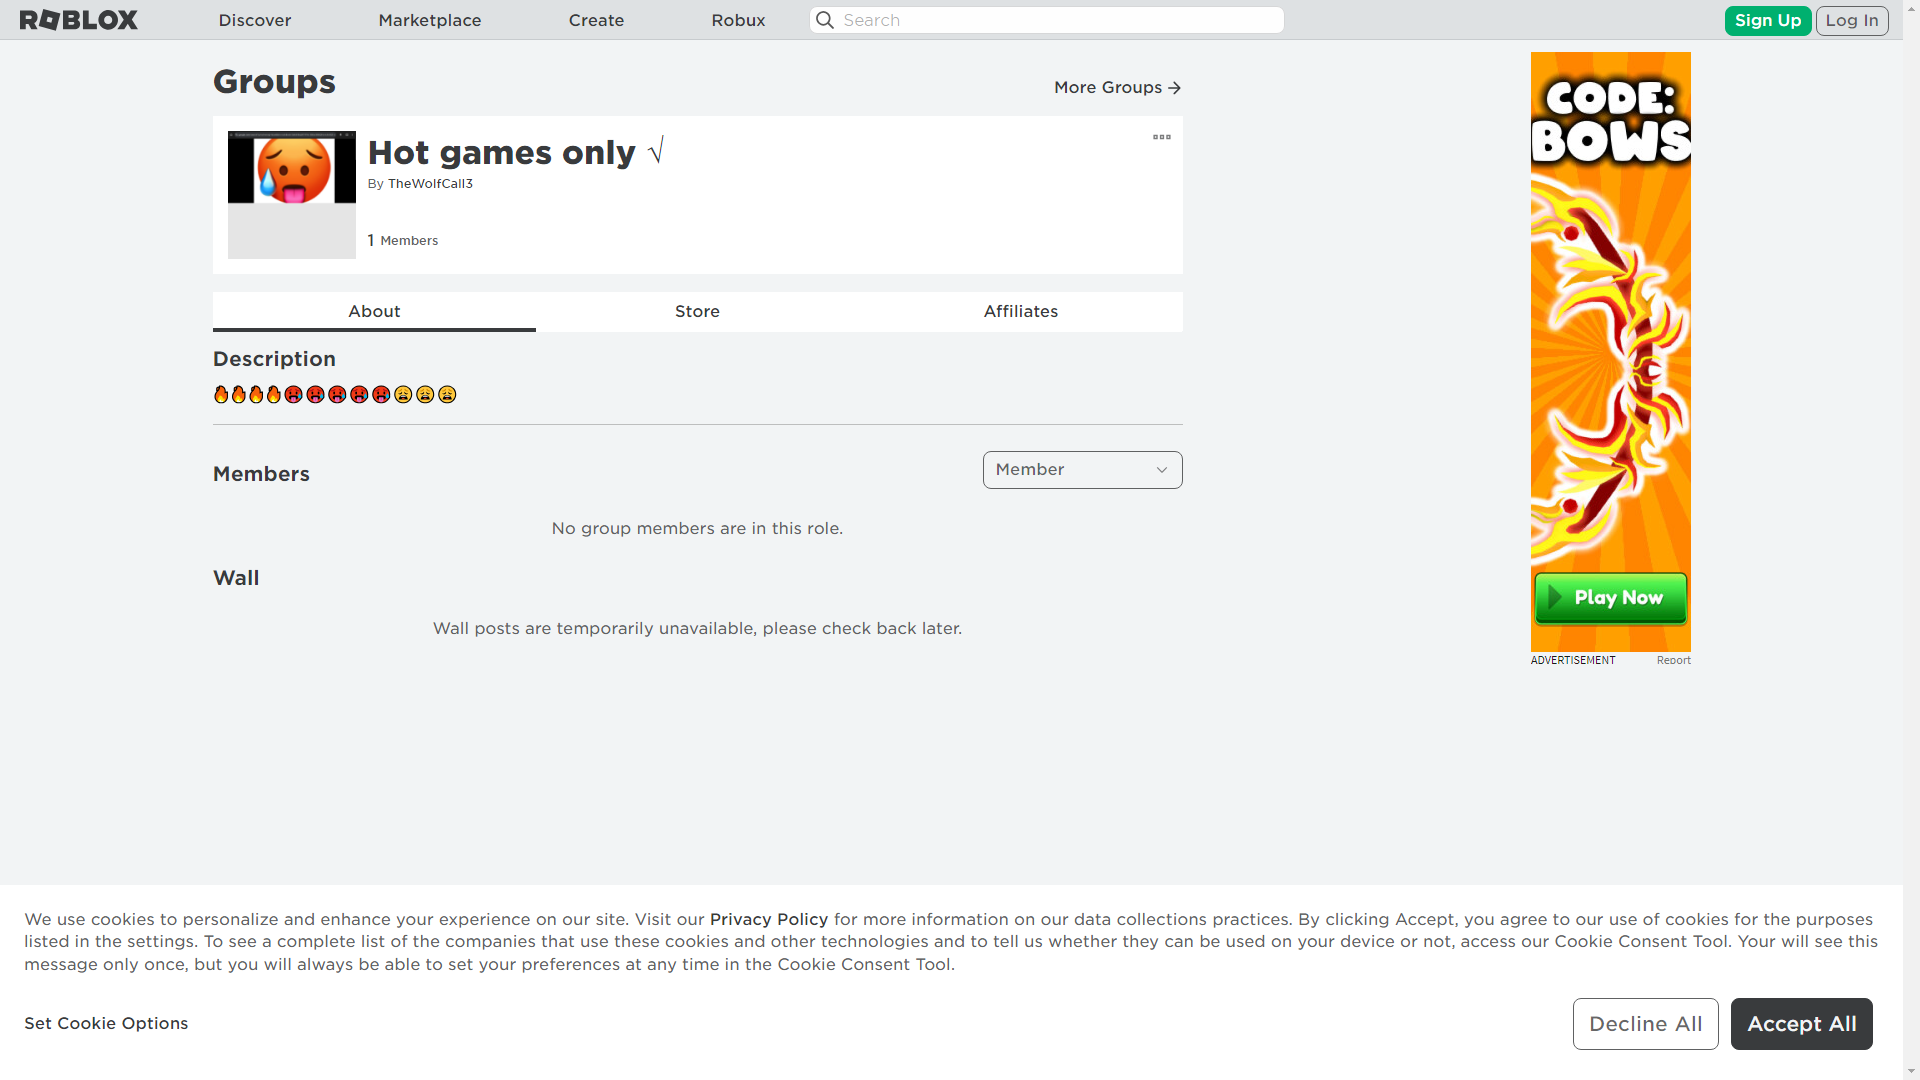 ROBLOX
Discover
Marketplace
Create
Robux
Search
Sign Up
Log In
Groups
More Groups →
Hot games only √
By TheWolfCall3
1 Members
About
Store
Affiliates
Description
🔥🔥🔥🔥🥵🥵🥵🥵🥵😩😩😩
Members
Member
No group members are in this role.
Wall
Wall posts are temporarily unavailable, please check back later.
CODE:
BOWS
Play Now
ADVERTISEMENT
Report
We use cookies to personalize and enhance your experience on our site. Visit our Privacy Policy for more information on our data collections practices. By clicking Accept, you agree to our use of cookies for the purposes
listed in the settings. To see a complete list of the companies that use these cookies and other technologies and to tell us whether they can be used on your device or not, access our Cookie Consent Tool. Your will see this
message only once, but you will always be able to set your preferences at any time in the Cookie Consent Tool.
Set Cookie Options
Decline All
Accept All